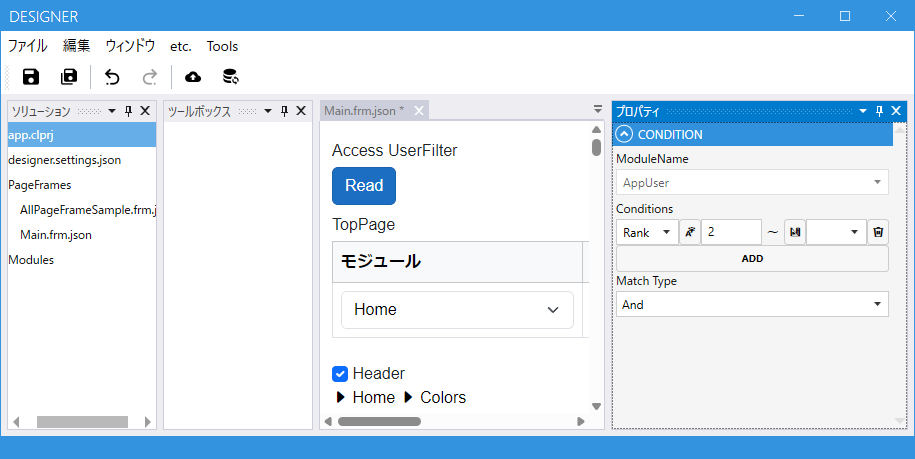 DESIGNER
ファイル 編集 ウィンドウ etc. Tools
ソリューション
app.clprj
designer.settings.json
PageFrames
AllPageFrameSample.frm.j
Main.frm.json
Modules
ツールボックス
Main.frm.json *
Access UserFilter
Read
TopPage
モジュール
Home
Header
Home Colors
プロパティ
CONDITION
ModuleName
AppUser
Conditions
Rank 2 ~
ADD
Match Type
And